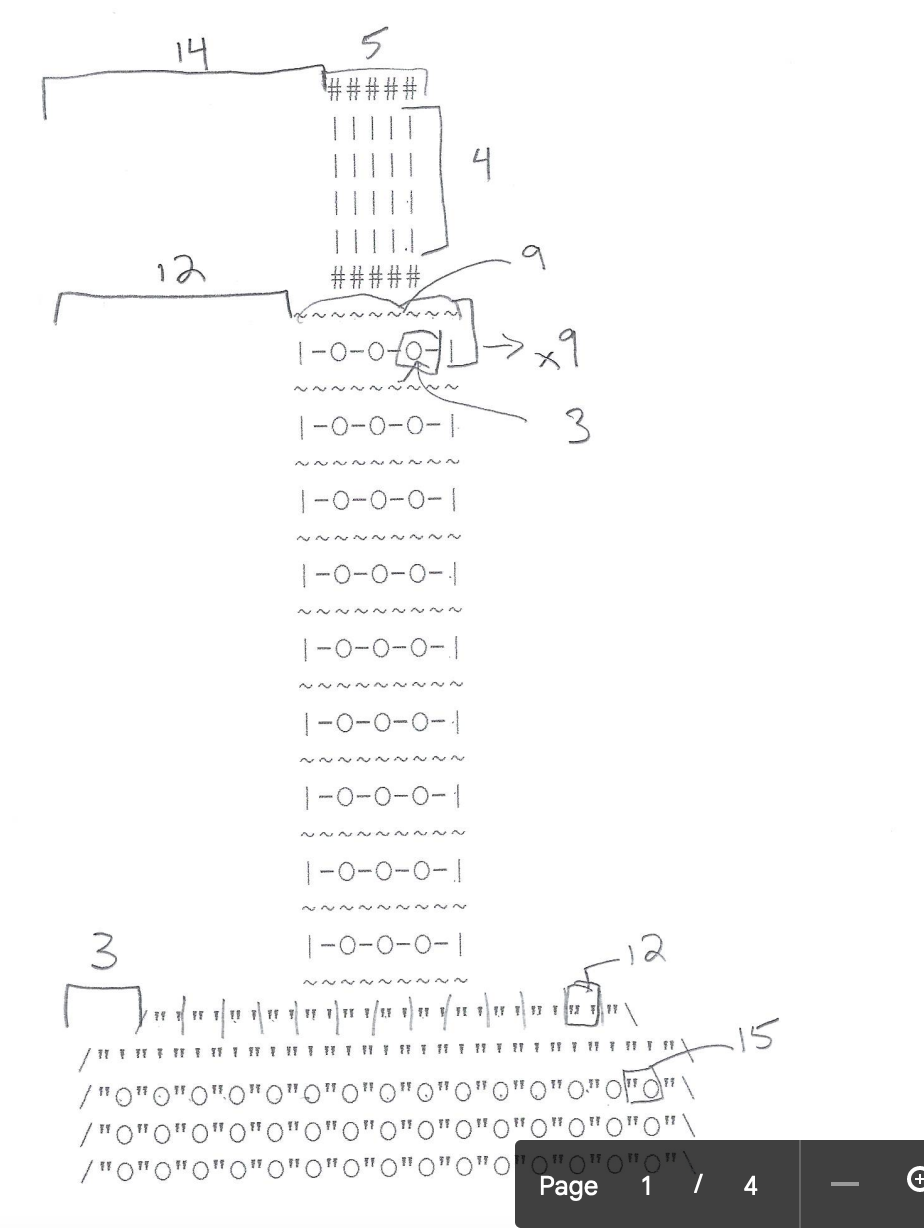 14 5
#####
| | | | |
| | | | | 4
| | | | |
| | | | |
#####
12 9
~~~~~~~~~
|-O-O-O-| → x9
~~~~~~~~~
3
|-O-O-O-|
~~~~~~~~~
|-O-O-O-|
~~~~~~~~~
|-O-O-O-|
~~~~~~~~~
|-O-O-O-|
~~~~~~~~~
|-O-O-O-|
~~~~~~~~~
|-O-O-O-|
~~~~~~~~~
|-O-O-O-|
~~~~~~~~~
|-O-O-O-|
~~~~~~~~~
3 12
/"'"'"'"'"'"'"'"'"'"'"'"'"\
/"'"'"'"'"'"'"'"'"'"'"'"'"'"'"'"\
15
/"O"O"O"O"O"O"O"O"O"O"O"O"O"O"O"\
/"O"O"O"O"O"O"O"O"O"O"O"O"O"O"O"\
/"O"O"O"O"O"O"O"O"O"O"O"O"O"O"O"\
Page 1 / 4